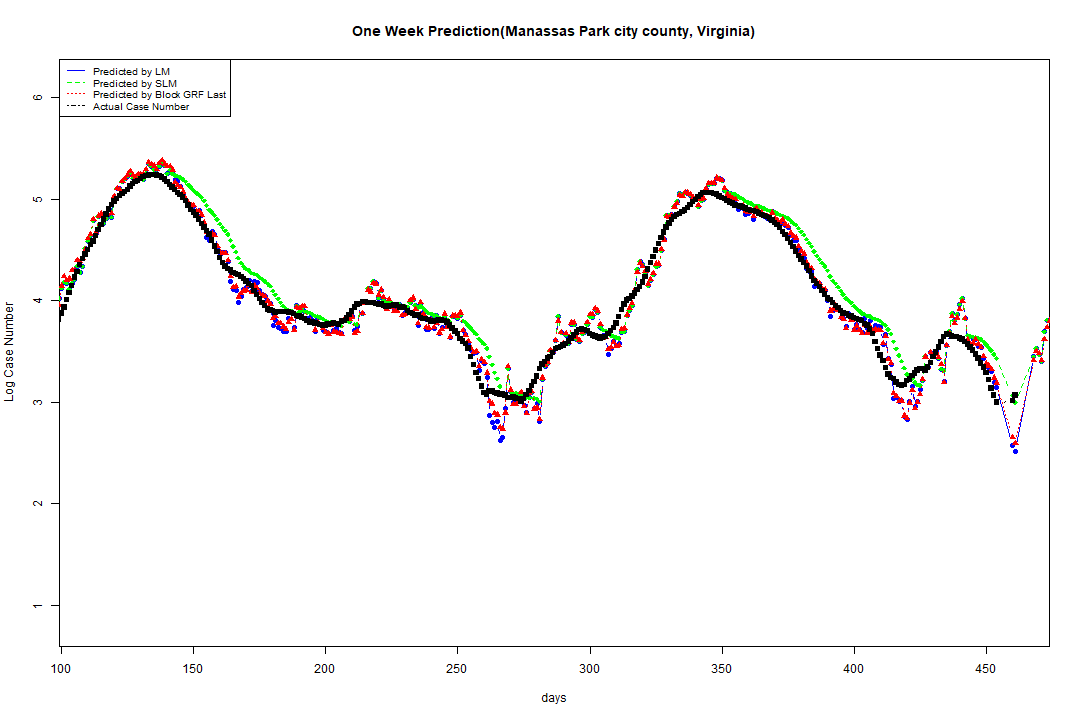 One Week Prediction(Manassas Park city county, Virginia)
Predicted by LM
Predicted by SLM
Predicted by Block GRF Last
Actual Case Number
Log Case Number
6
5
4
3
2
1
100 150 200 250 300 350 400 450
days